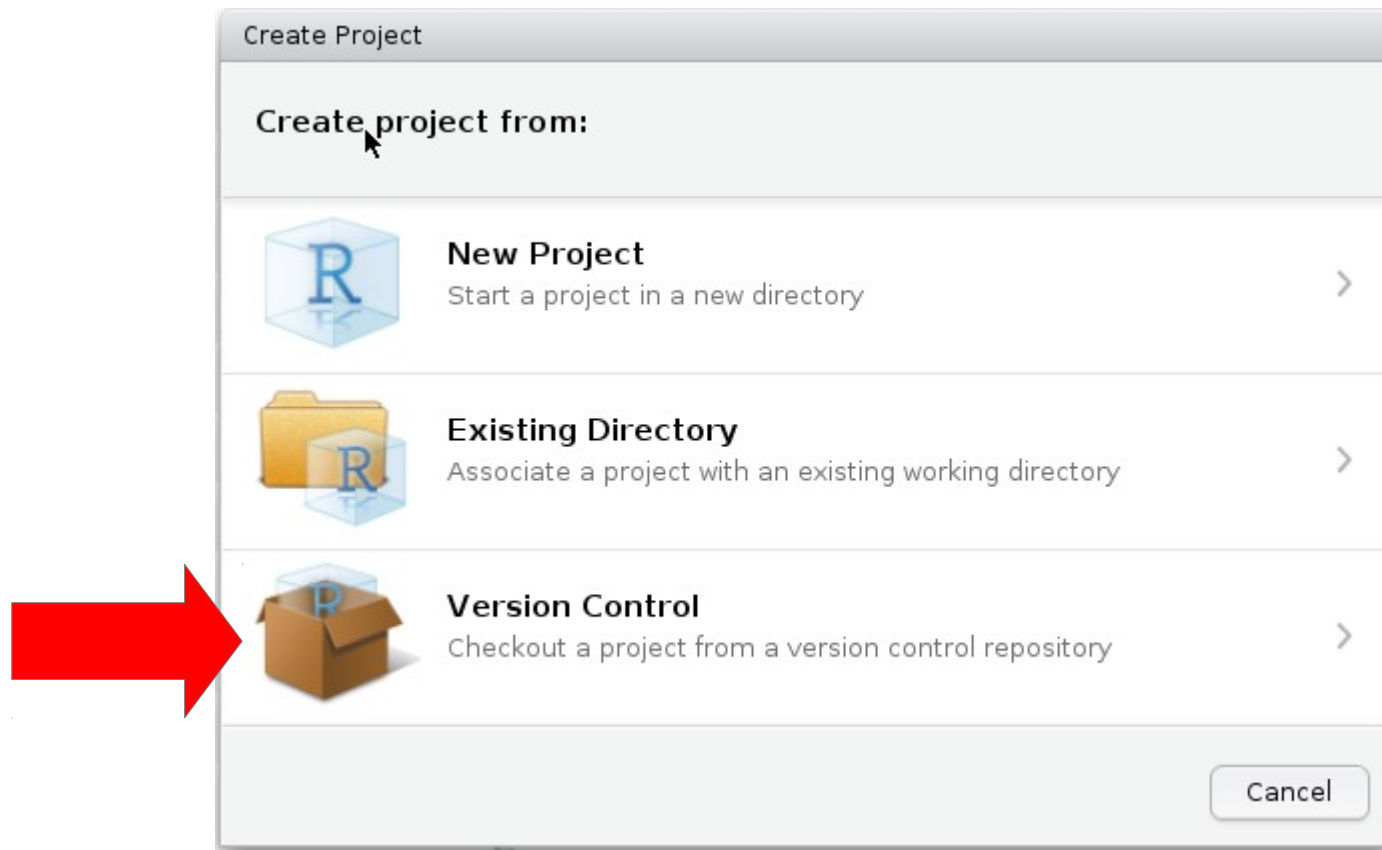 Create Project
Create project from:
R
New Project
Start a project in a new directory
R
Existing Directory
Associate a project with an existing working directory
R
Version Control
Checkout a project from a version control repository
Cancel